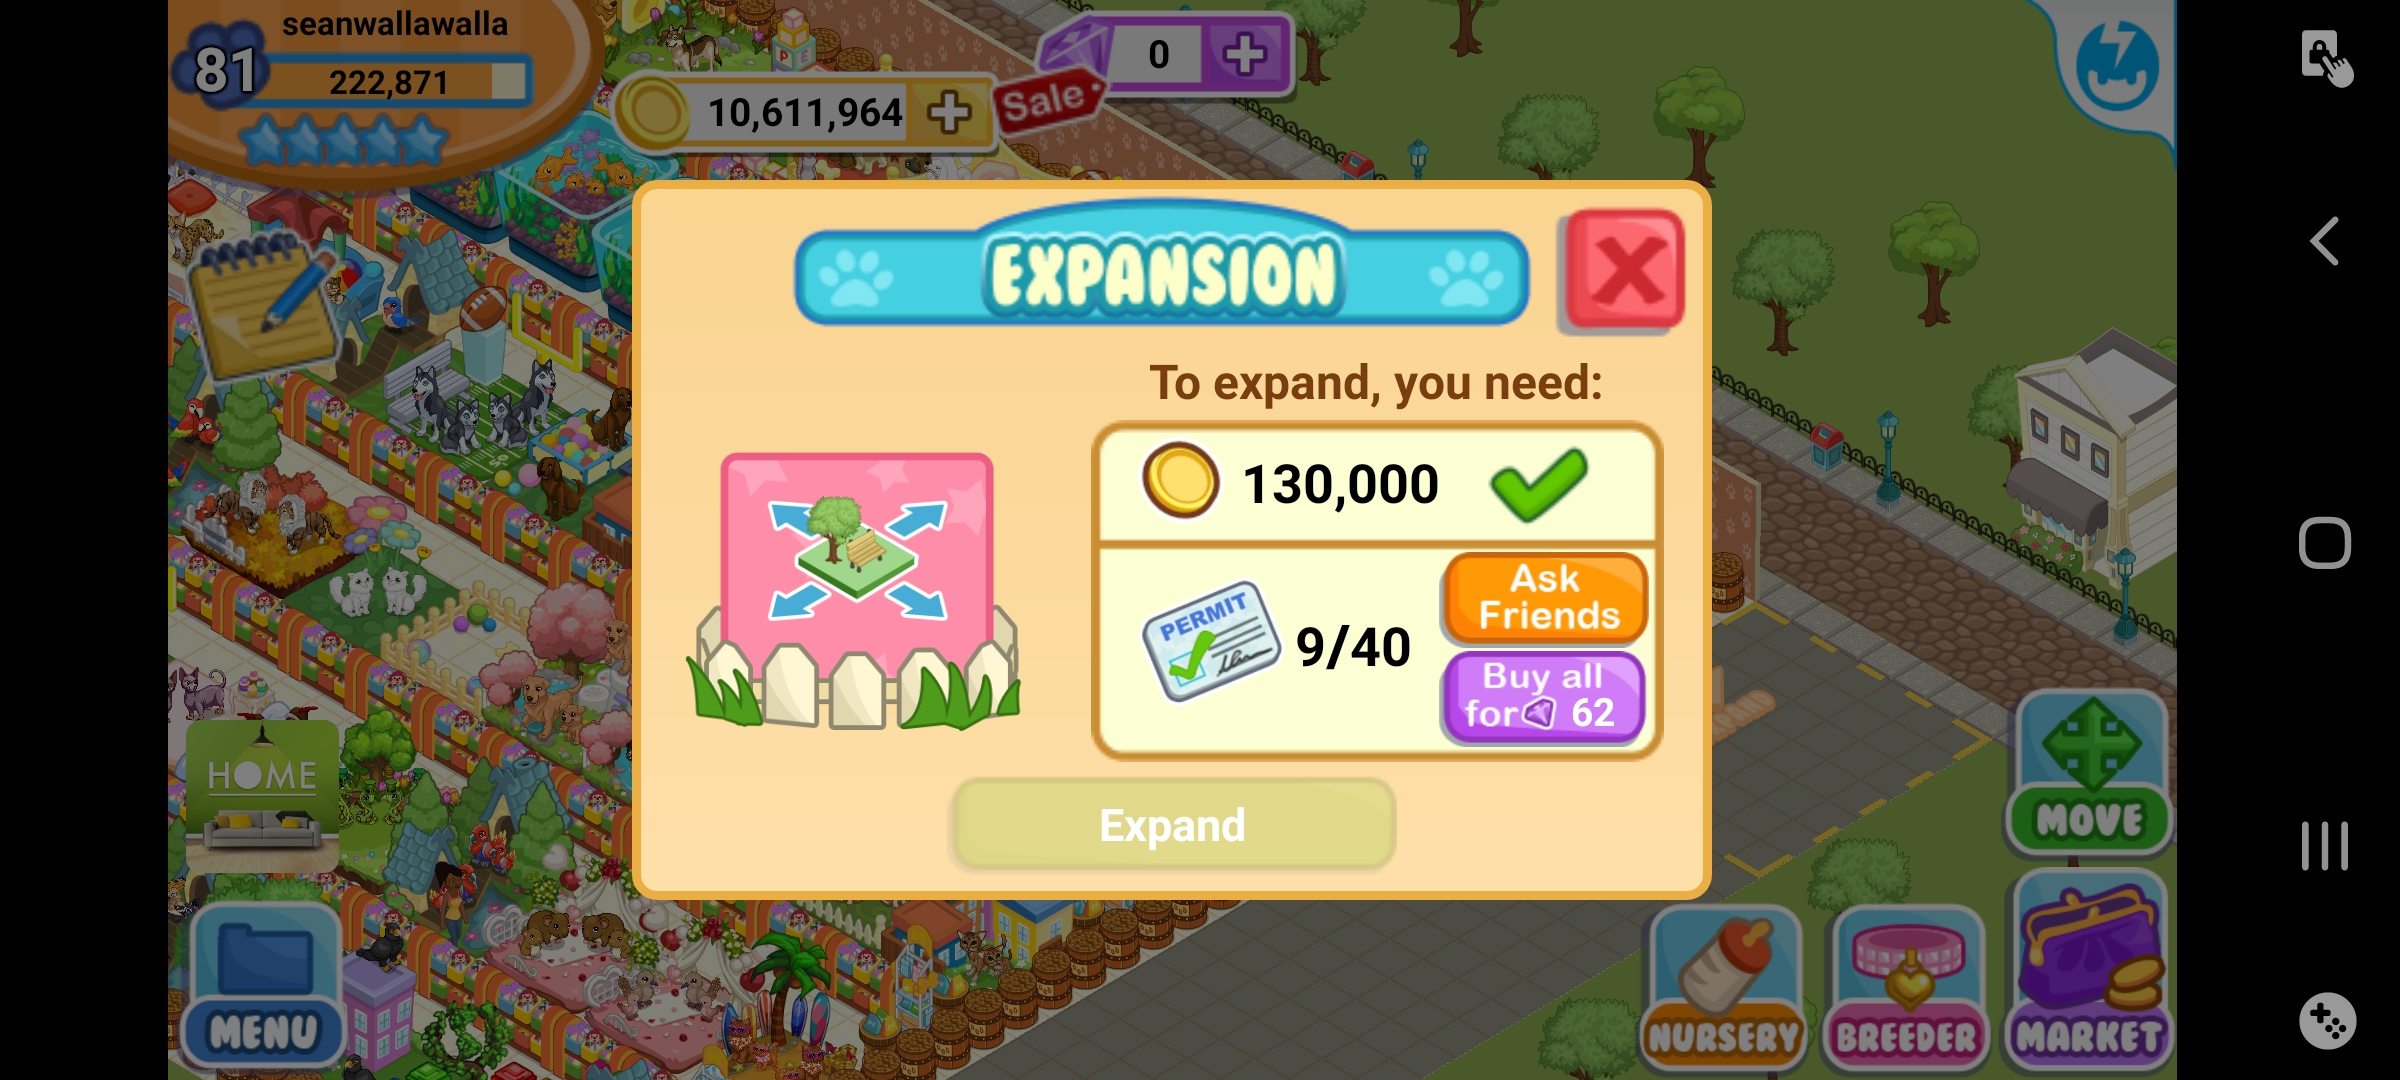 seanwallawalla
81
222,871
10,611,964
Sale
0
EXPANSION
To expand, you need:
130,000
PERMIT
9/40
Ask
Friends
Buy all
for 62
Expand
HOME
MENU
MOVE
NURSERY
BREEDER
MARKET